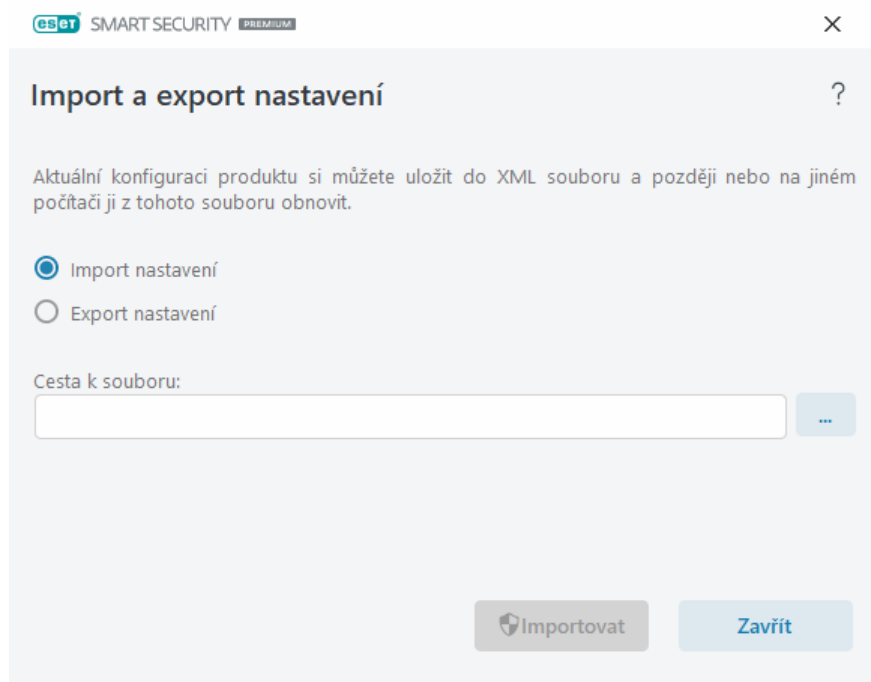 eset SMART SECURITY PREMIUM
Import a export nastavení
?
Aktuální konfiguraci produktu si můžete uložit do XML souboru a později nebo na jiném
počítači ji z tohoto souboru obnovit.
Import nastavení
Export nastavení
Cesta k souboru:
...
Importovat
Zavřít